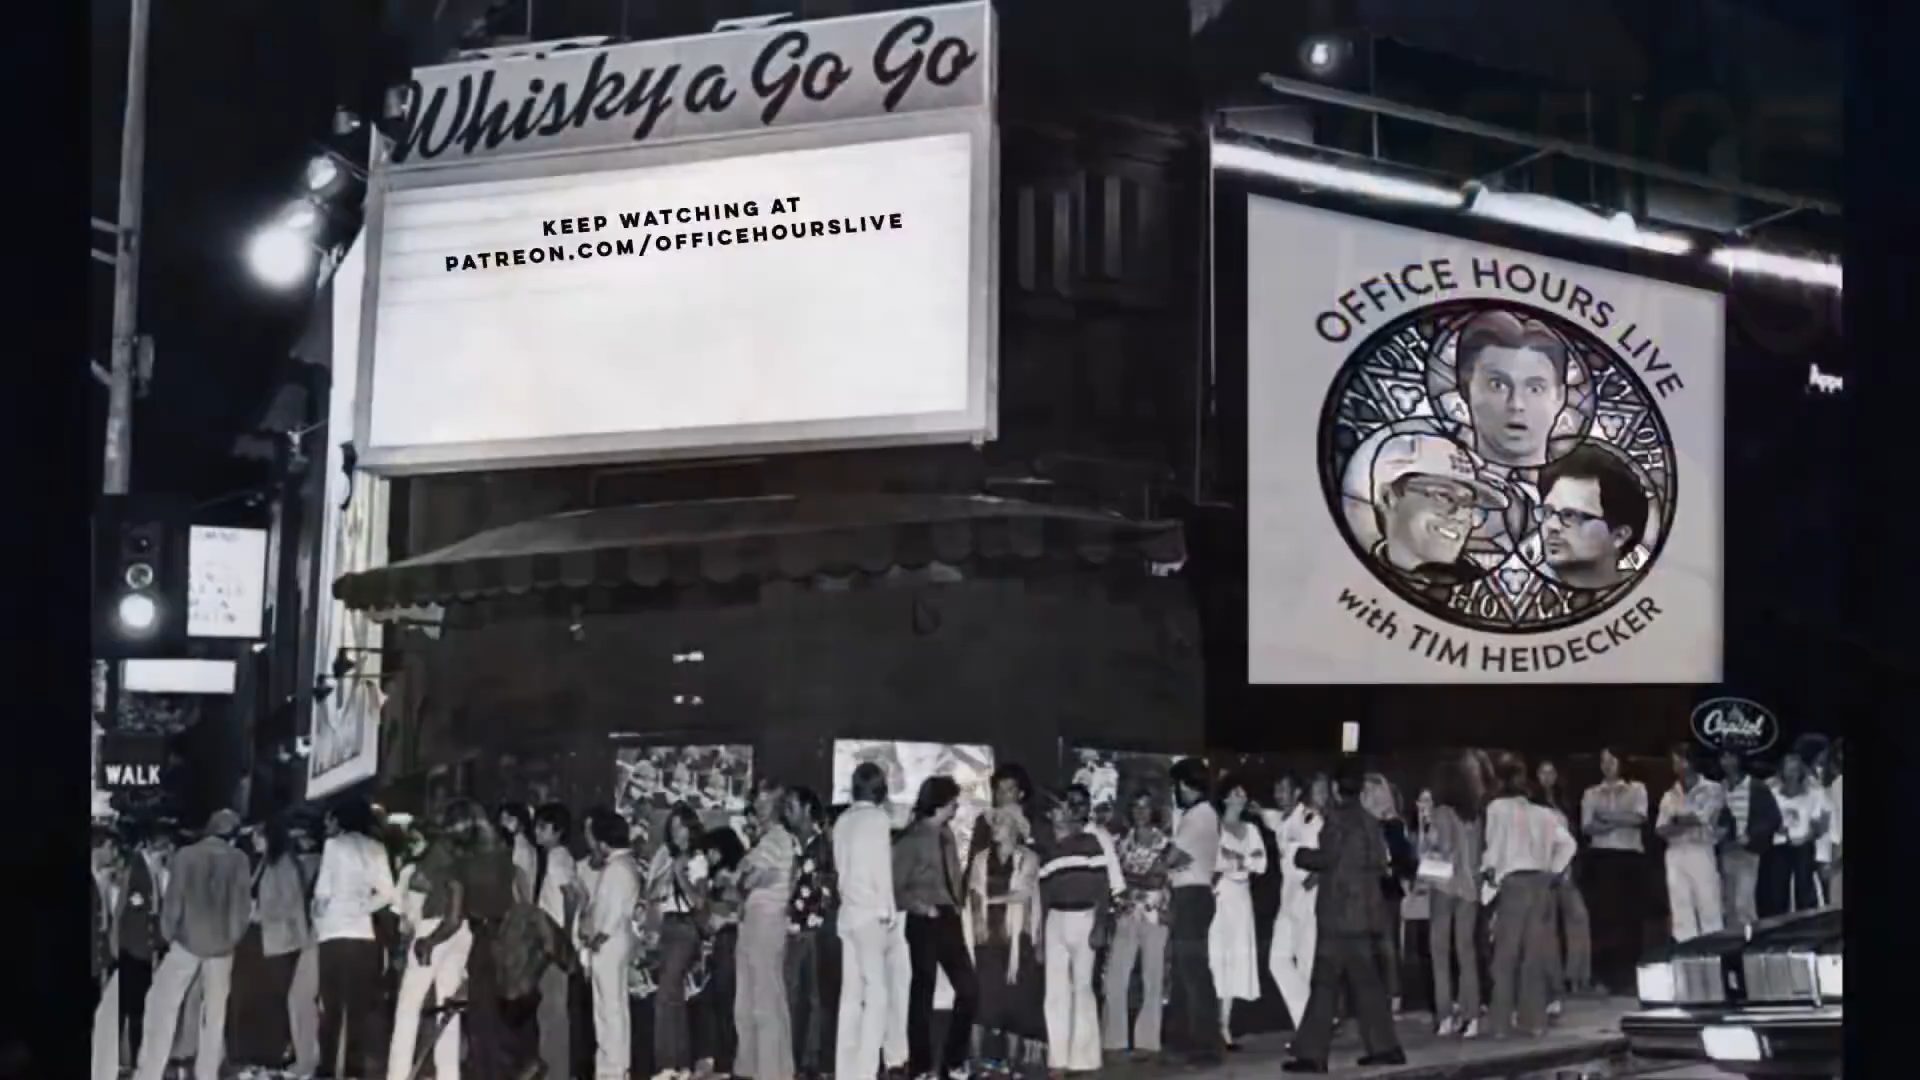 Whisky a Go Go
KEEP WATCHING AT
PATREON.COM/OFFICEHOURSLIVE
OFFICE HOURS LIVE
HOLY
with TIM HEIDECKER
Capitol
WALK